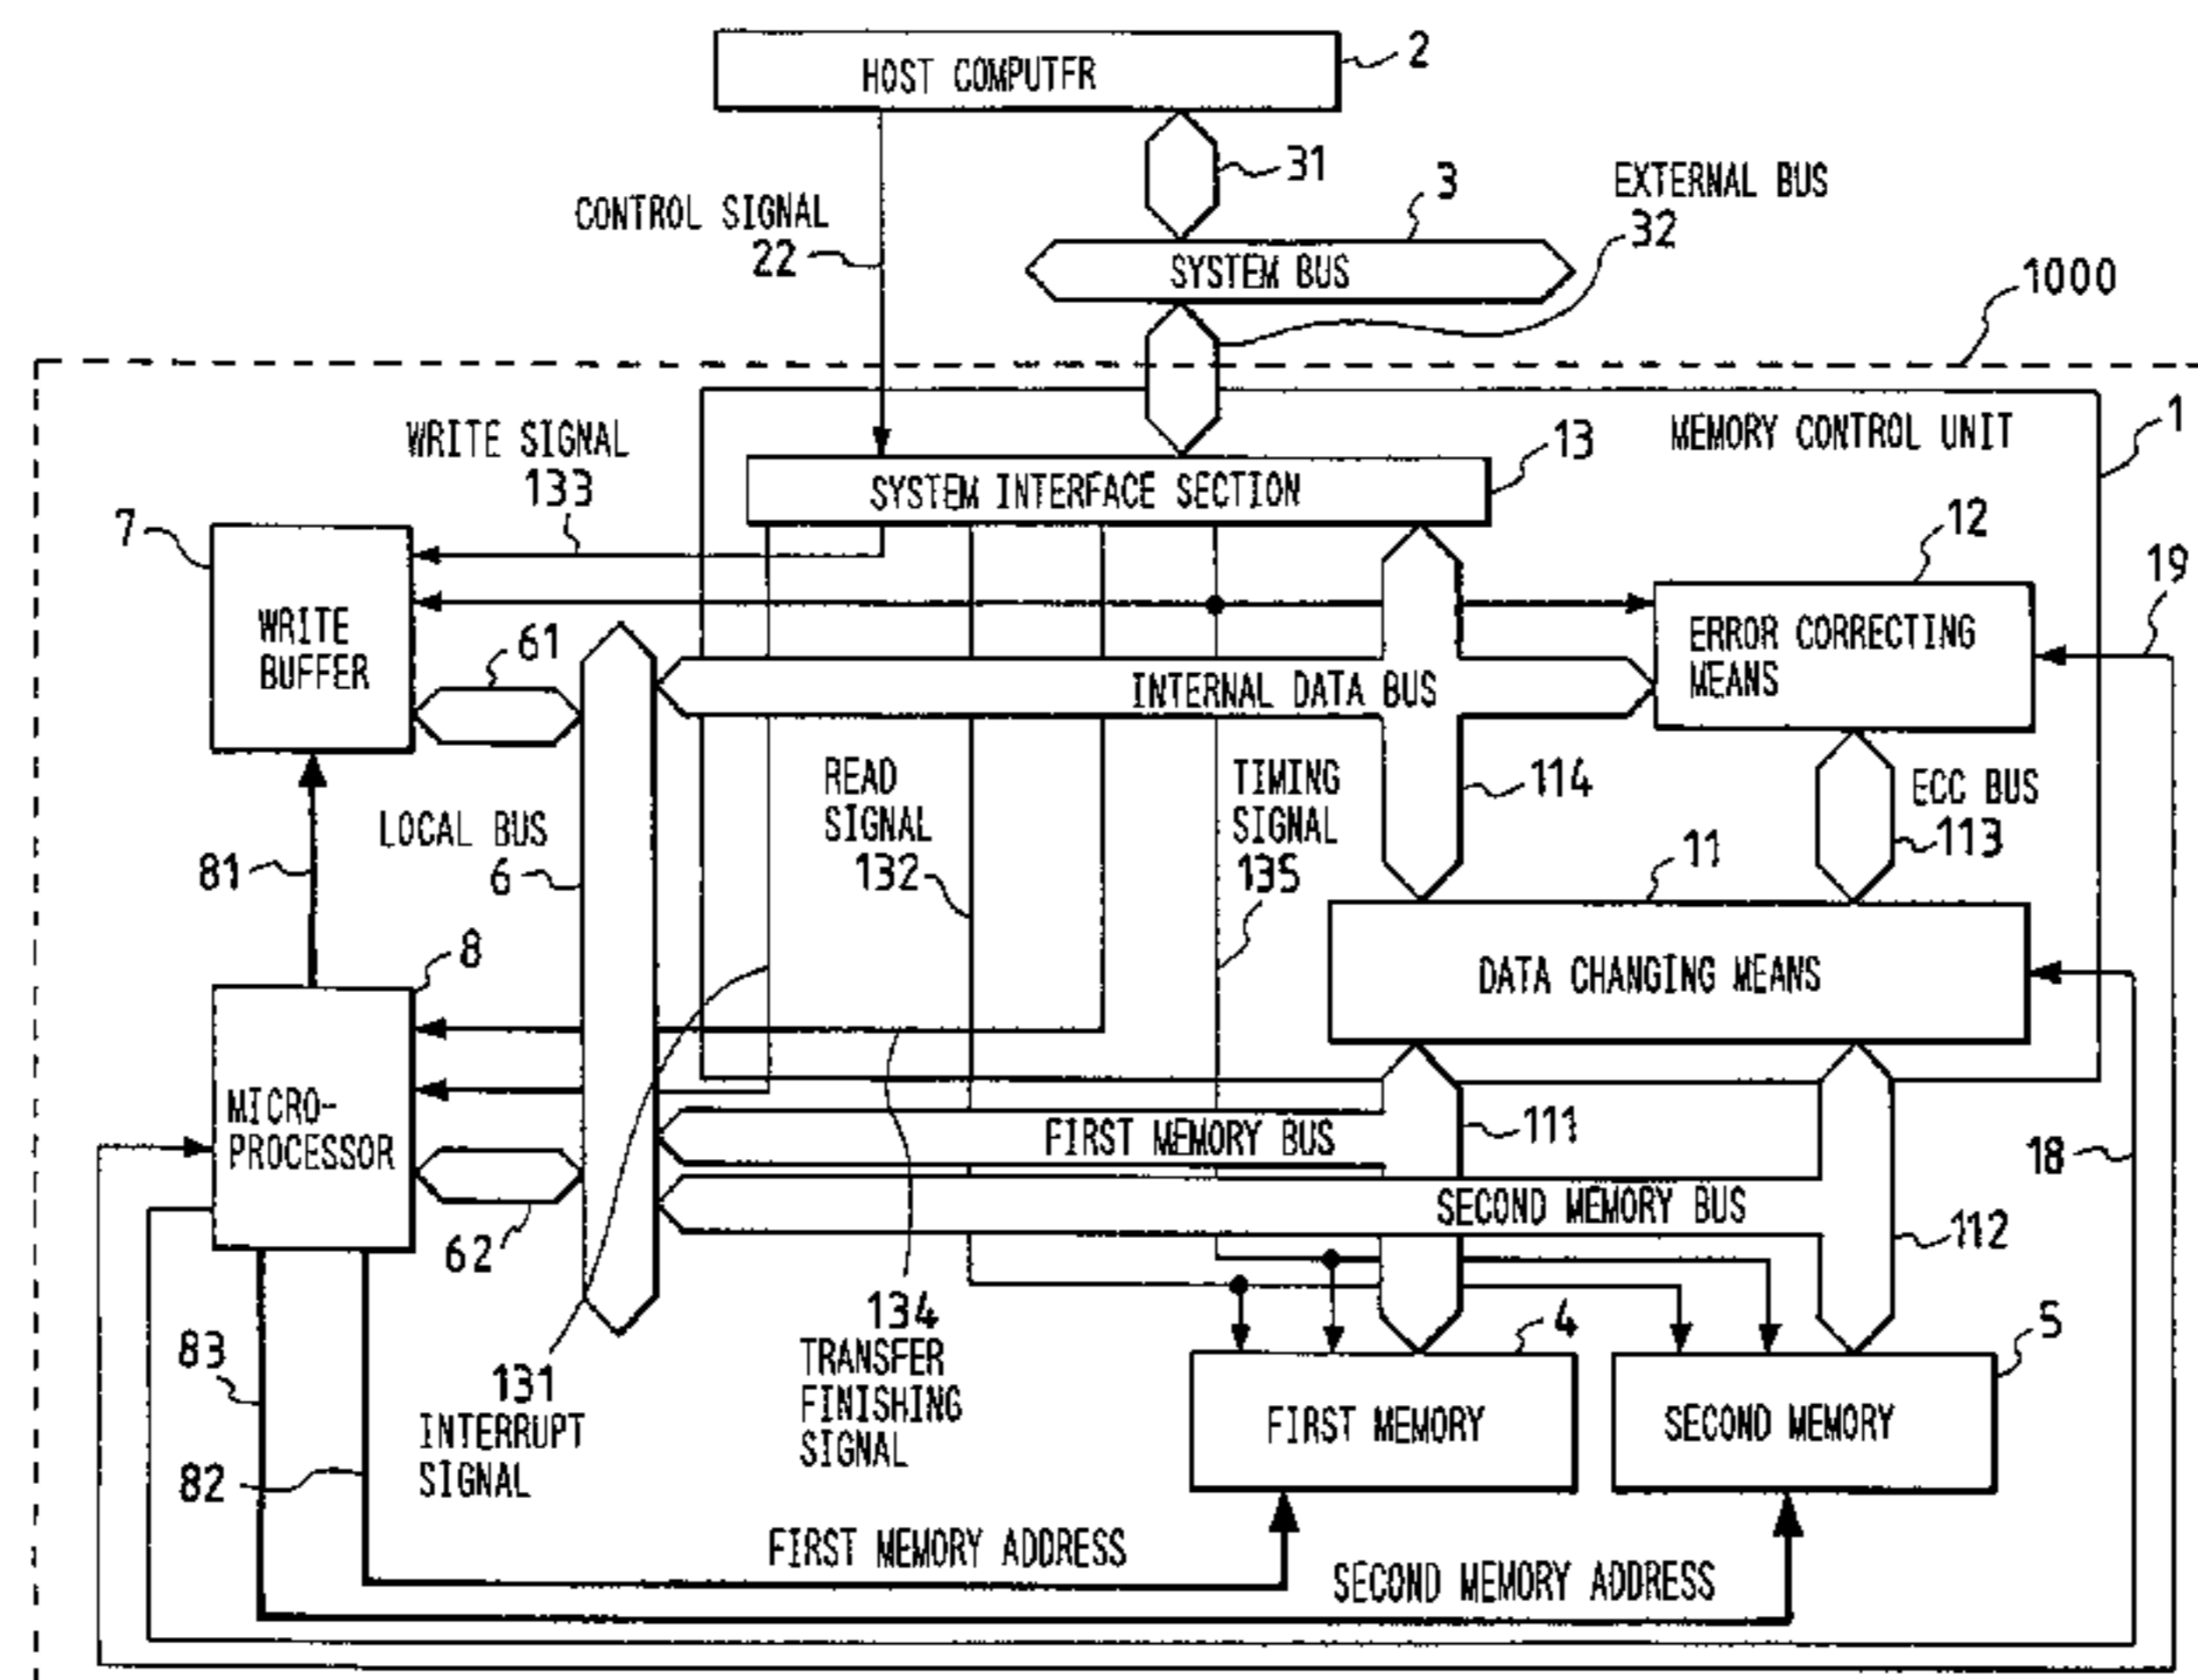 HOST COMPUTFR
2
31
EXTERNAL BUS
32
CONTROL SIGNAL
22
3
SYSTEM BUS
1000
WRITE SIGNAL
133
MEMORY CONTROL UNIT
1
13
SYSTEM INTERFACE SECTION
7
12
19
WRITE
BUFFER
61
ERROR CORRECTING
MEANS
INTERNAL DATA BUS
READ
SIGNAL
132
TIMING
SIGNAL
135
114
ECC BUS
113
LOCAL BUS
6
81
11
8
DATA CHANGING MEANS
MICRO-
PROCESSOR
FIRST MEMORY BUS
111
18
SECOND MEMORY BUS
112
62
83
131
INTERRUPT
SIGNAL
134
TRANSFER
FINISHING
SIGNAL
4
5
FIRST MEMORY
SECOND MEMORY
82
FIRST MEMORY ADDRESS
SECOND MEMORY ADDRESS